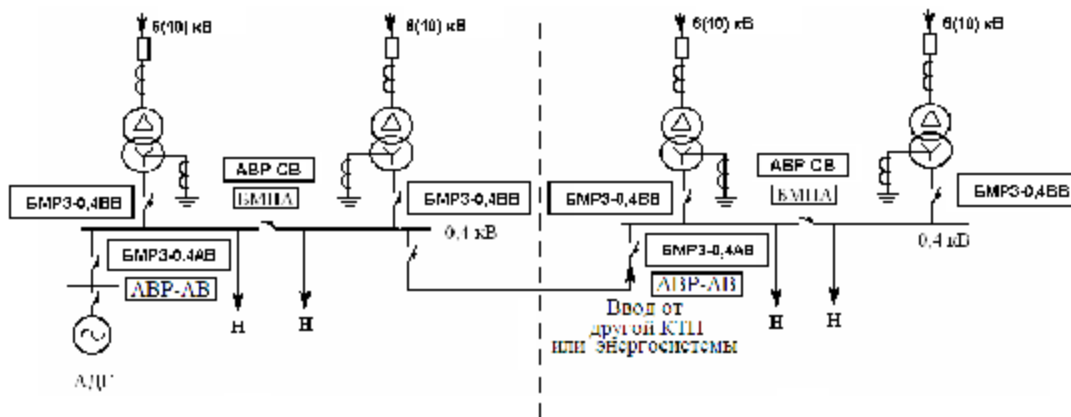 6(10) кВ
6(10) кВ
6(10) кВ
6(10) кВ
АВР СВ
БМПА
БМРЗ-0,4ВВ
БМРЗ-0,4ВВ
0,4 кВ
БМРЗ-0,4АВ
АВР-АВ
Н
Н
АДГ
АВР СВ
БМПА
БМРЗ-0,4ВВ
БМРЗ-0,4ВВ
0,4 кВ
БМРЗ-0,4АВ
АВР-АВ
Ввод от
другой КТП
или энергосистемы
Н
Н